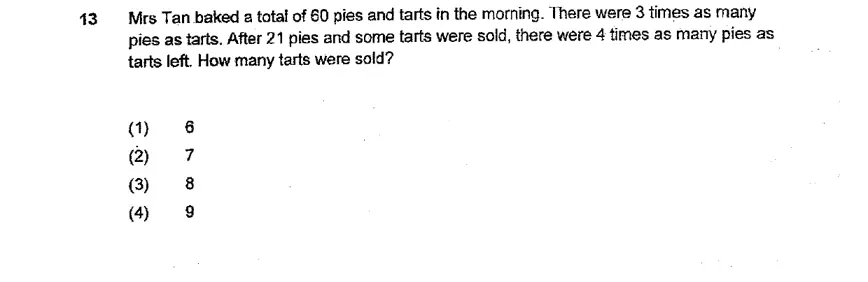 13 Mrs Tan baked a total of 60 pies and tarts in the morning. There were 3 times as many
pies as tarts. After 21 pies and some tarts were sold, there were 4 times as many pies as
tarts left. How many tarts were sold?
(1) 6
(2) 7
(3) 8
(4) 9